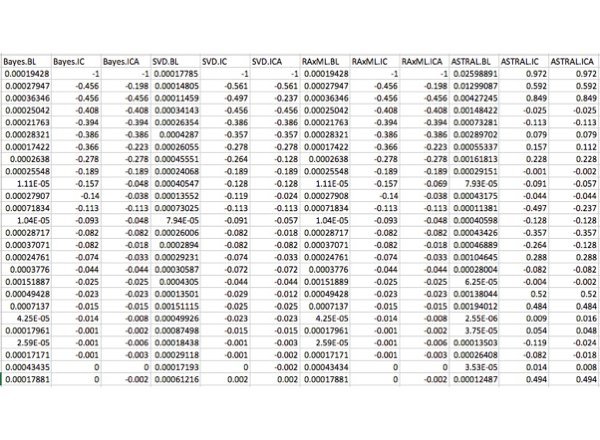 Bayes.BL Bayes.IC Bayes.ICA SVD.BL SVD.IC SVD.ICA RAxML.BL RAxML.IC RAxML.ICA ASTRAL.BL ASTRAL.IC ASTRAL.ICA
0.00019428 -1 -1 0.00017785 -1 -1 0.00019428 -1 -1 0.02598891 0.972 0.972
0.00027947 -0.456 -0.198 0.00014805 -0.561 -0.561 0.00027947 -0.456 -0.198 0.01299087 0.592 0.592
0.00036346 -0.456 -0.456 0.00011459 -0.497 -0.237 0.00036346 -0.456 -0.456 0.00427245 0.849 0.849
0.00025042 -0.408 -0.408 0.00034143 -0.456 -0.456 0.00025042 -0.408 -0.408 0.00148422 -0.025 -0.025
0.00021763 -0.394 -0.394 0.00026354 -0.386 -0.386 0.00021763 -0.394 -0.394 0.00073281 -0.113 -0.113
0.00028321 -0.386 -0.386 0.0004287 -0.357 -0.357 0.00028321 -0.386 -0.386 0.00289702 0.079 0.079
0.00017422 -0.366 -0.223 0.00026055 -0.278 -0.278 0.00017422 -0.366 -0.223 0.00055337 0.157 0.112
0.0002638 -0.278 -0.278 0.00045551 -0.264 -0.128 0.0002638 -0.278 -0.278 0.00161813 0.228 0.228
0.00025548 -0.189 -0.189 0.00024068 -0.189 -0.189 0.00025548 -0.189 -0.189 0.00029151 -0.001 -0.002
1.11E-05 -0.157 -0.048 0.00040547 -0.128 -0.128 1.11E-05 -0.157 -0.069 7.93E-05 -0.091 -0.057
0.00027907 -0.14 -0.038 0.00013552 -0.119 -0.024 0.00027908 -0.14 -0.038 0.00043175 -0.044 -0.044
0.00071834 -0.113 -0.113 0.00073025 -0.113 -0.113 0.00071834 -0.113 -0.113 0.00011381 -0.497 -0.237
1.04E-05 -0.093 -0.048 7.94E-05 -0.091 -0.057 1.04E-05 -0.093 -0.048 0.00040598 -0.128 -0.128
0.00028717 -0.082 -0.082 0.00026006 -0.082 -0.018 0.00028717 -0.082 -0.082 0.00043426 -0.357 -0.357
0.00037071 -0.082 -0.018 0.0002894 -0.082 -0.082 0.00037071 -0.082 -0.018 0.00046889 -0.264 -0.128
0.00024761 -0.074 -0.033 0.00029231 -0.074 -0.033 0.00024761 -0.074 -0.033 0.00104645 0.288 0.288
0.0003776 -0.044 -0.044 0.00030587 -0.072 -0.072 0.0003776 -0.044 -0.044 0.00028004 -0.082 -0.082
0.00151887 -0.025 -0.025 0.0004305 -0.044 -0.044 0.00151889 -0.025 -0.025 6.25E-05 -0.004 -0.002
0.00049428 -0.023 -0.023 0.00013501 -0.029 -0.012 0.00049428 -0.023 -0.023 0.00138044 0.52 0.52
0.0007137 -0.015 -0.015 0.00151115 -0.025 -0.025 0.0007137 -0.015 -0.015 0.00194012 0.484 0.484
4.25E-05 -0.014 -0.008 0.00049926 -0.023 -0.023 4.25E-05 -0.014 -0.008 2.55E-06 0.009 0.016
0.00017961 -0.001 -0.002 0.00087498 -0.015 -0.015 0.00017961 -0.001 -0.002 3.75E-05 0.054 0.048
2.59E-05 -0.001 -0.006 0.00018438 -0.001 -0.003 2.59E-05 -0.001 -0.006 0.00013503 -0.119 -0.024
0.00017171 -0.001 -0.003 0.00029118 -0.001 -0.002 0.00017171 -0.001 -0.003 0.00026408 -0.082 -0.018
0.00043435 0 0 0.00017193 0 -0.002 0.00043434 0 0 3.53E-05 0.014 0.008
0.00017881 0 -0.002 0.00061216 0.002 0.002 0.00017881 0 -0.002 0.00012487 0.494 0.494